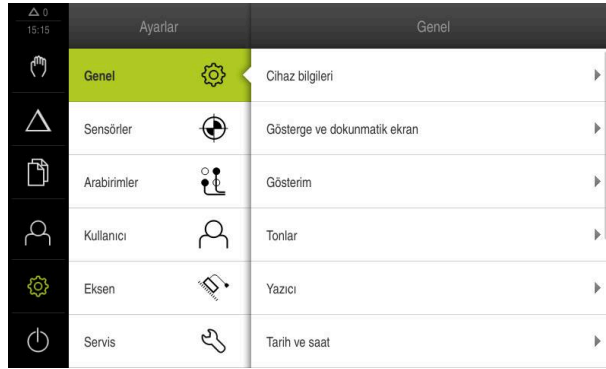 0
15:15
Ayarlar
Genel
Genel
Cihaz bilgileri
Sensörler
Gösterge ve dokunmatik ekran
Arabirimler
Gösterim
Kullanıcı
Tonlar
Eksen
Yazıcı
Servis
Tarih ve saat